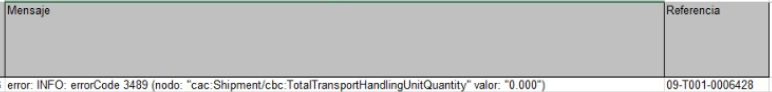 Mensaje Referencia
error: INFO: errorCode 3489 (nodo: "cac:Shipment/cbc:TotalTransportHandlingUnitQuantity" valor: "0.000") 09-T001-0006428